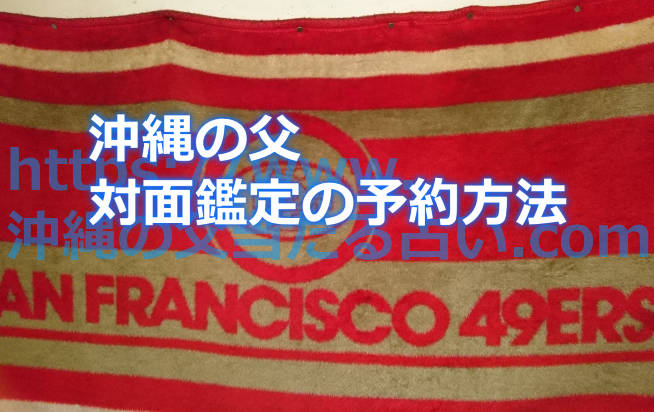 沖縄の父
https://www.
対面鑑定の予約方法
沖縄の父当たる占い.com
AN FRANCISCO 49ERS